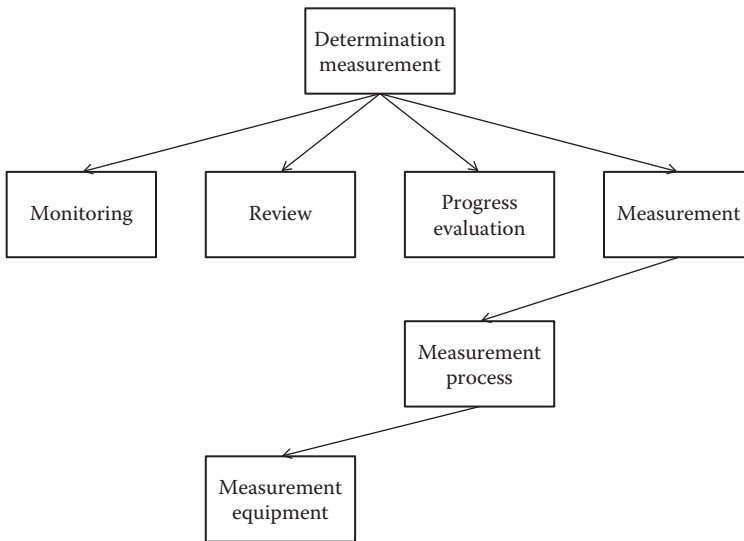 Determination
measurement
Monitoring
Review
Progress
evaluation
Measurement
Measurement
process
Measurement
equipment